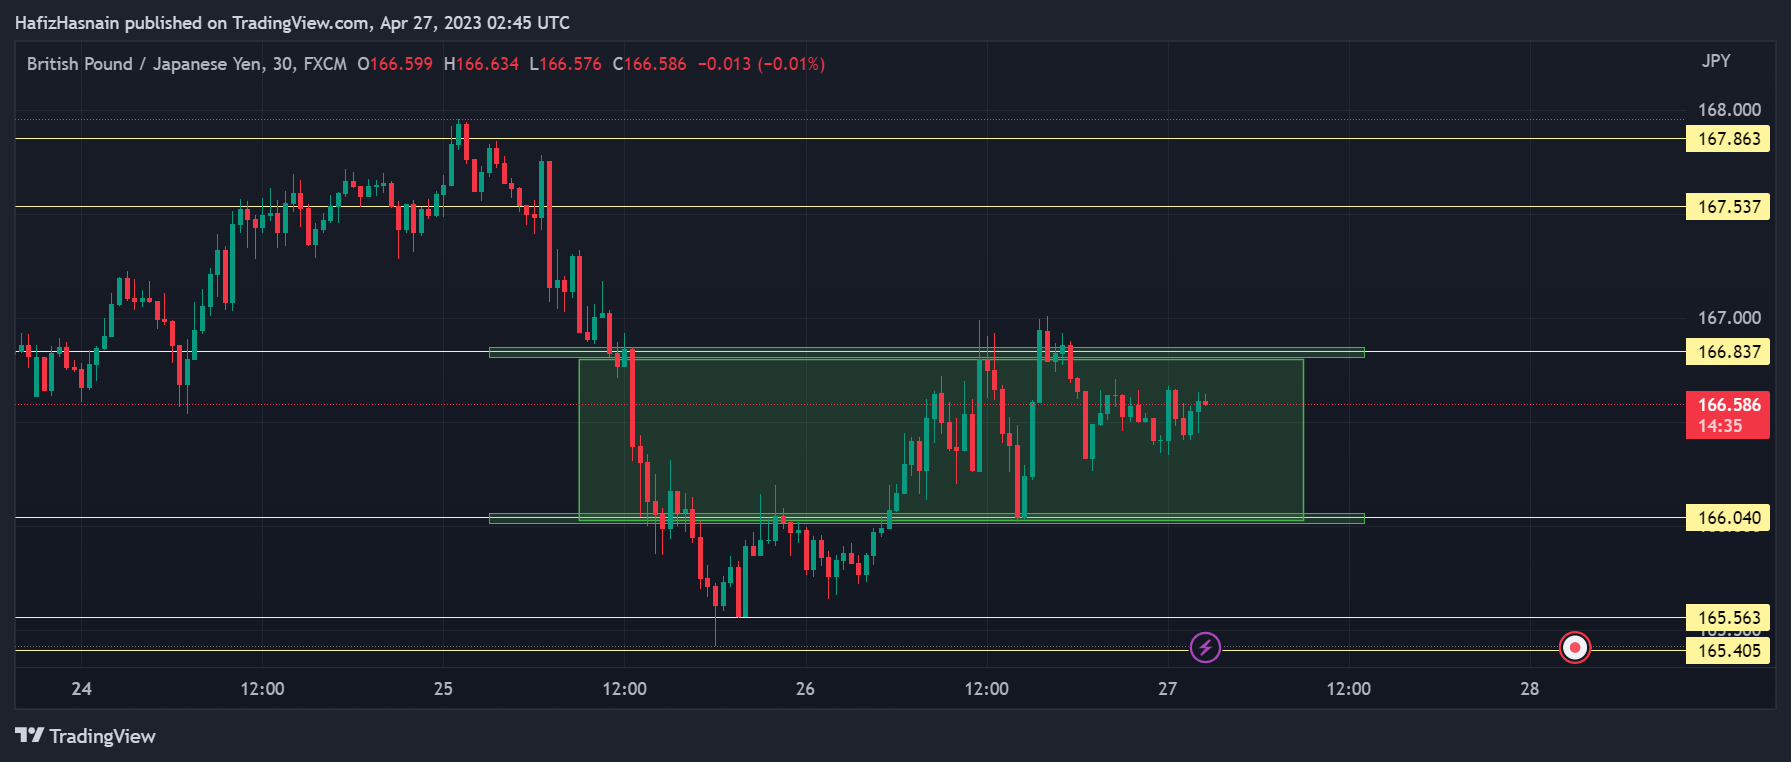 HafizHasnain published on TradingView.com, Apr 27, 2023 02:45 UTC
British Pound / Japanese Yen, 30, FXCM O166.599 H166.634 L166.576 C166.586 −0.013 (−0.01%)
JPY
168.000
167.863
167.537
167.000
166.837
166.586
14:35
166.040
165.563
165.405
24 12:00 25 12:00 26 12:00 27 12:00 28
TradingView